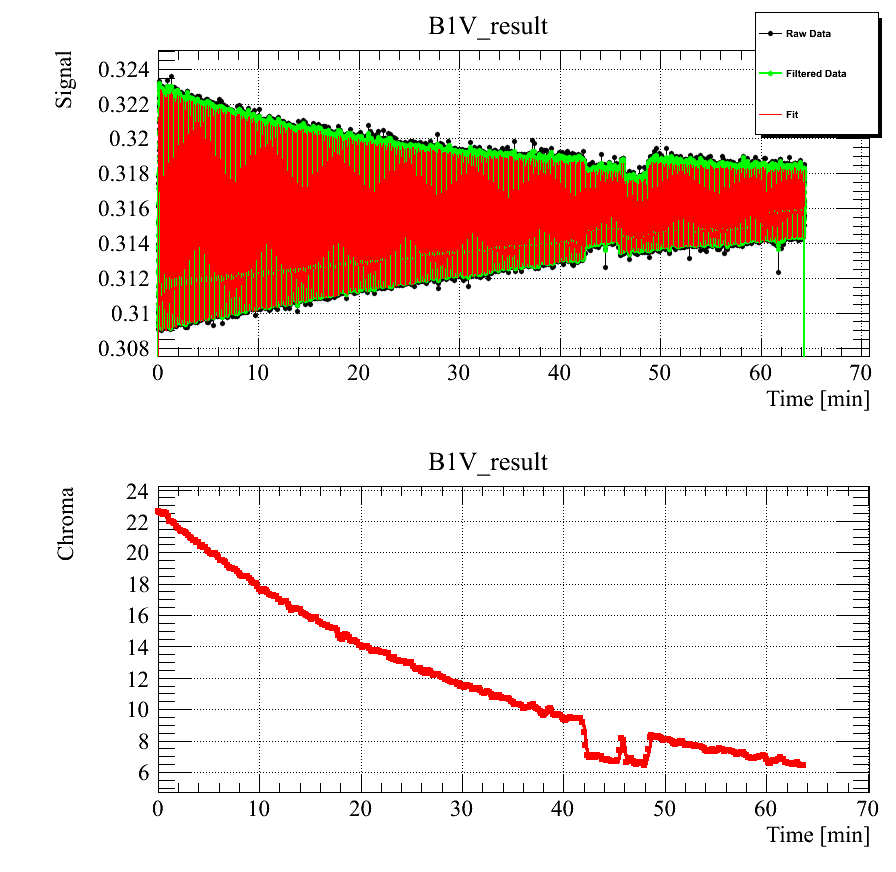 B1V_result
Raw Data
Filtered Data
Fit
Signal
0.324
0.322
0.32
0.318
0.316
0.314
0.312
0.31
0.308
0 10 20 30 40 50 60 70
Time [min]
B1V_result
Chroma
24
22
20
18
16
14
12
10
8
6
0 10 20 30 40 50 60 70
Time [min]